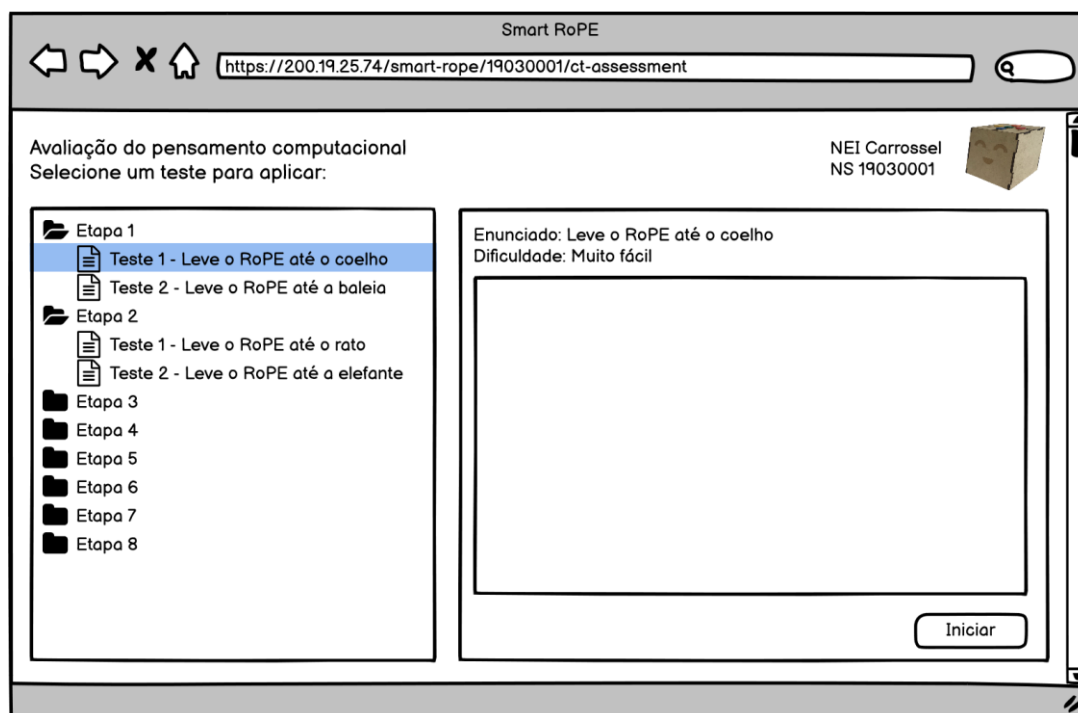 Smart RoPE
https://200.19.25.74/smart-rope/19030001/ct-assessment
Avaliação do pensamento computacional
Selecione um teste para aplicar:
NEI Carrossel
NS 19030001
Etapa 1
Teste 1 - Leve o RoPE até o coelho
Teste 2 - Leve o RoPE até a baleia
Etapa 2
Teste 1 - Leve o RoPE até o rato
Teste 2 - Leve o RoPE até a elefante
Etapa 3
Etapa 4
Etapa 5
Etapa 6
Etapa 7
Etapa 8
Enunciado: Leve o RoPE até o coelho
Dificuldade: Muito fácil
Iniciar